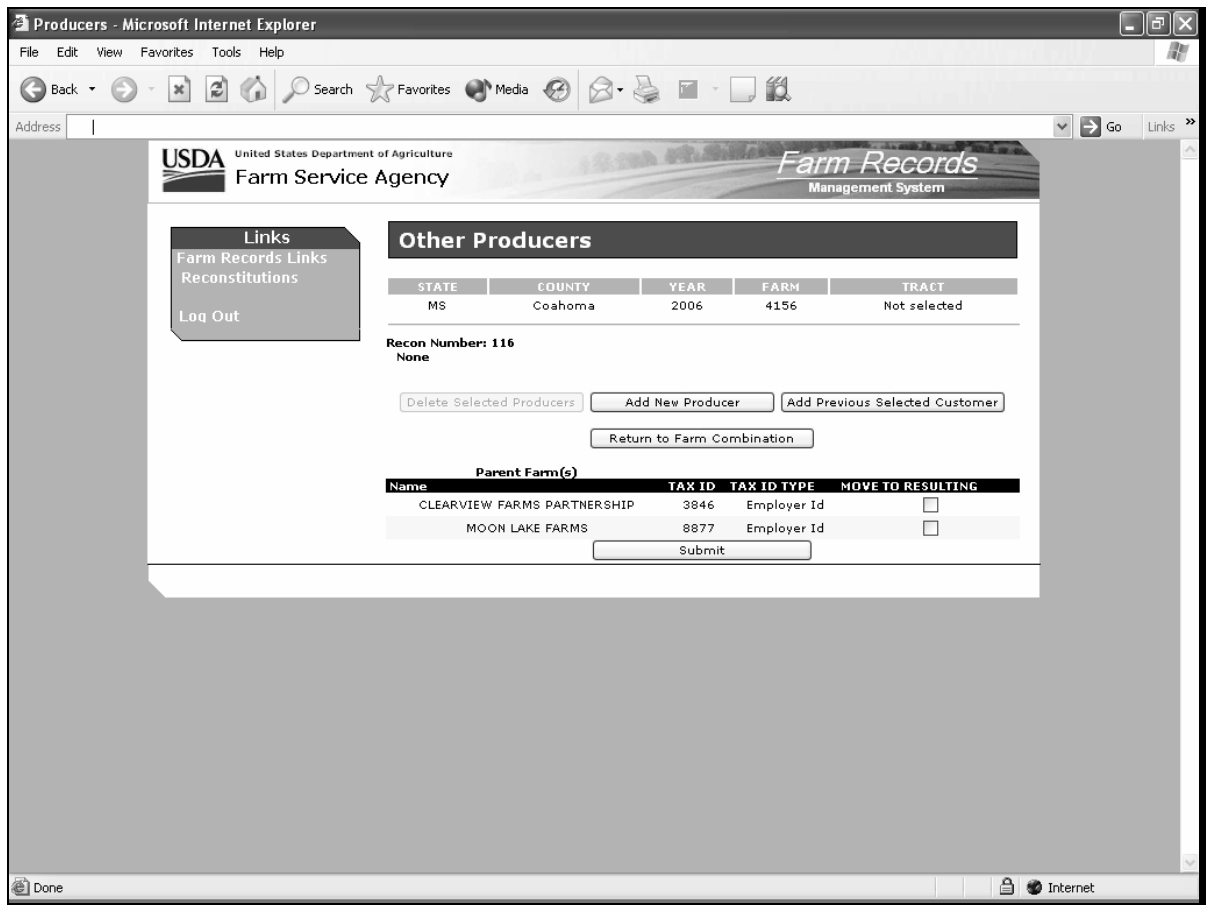 Producers - Microsoft Internet Explorer
File Edit View Favorites Tools Help
Back Search Favorites Media
Address Go Links »
USDA United States Department of Agriculture
Farm Service Agency
Farm Records
Management System
Links
Farm Records Links
Reconstitutions
Log Out
Other Producers
STATE COUNTY YEAR FARM TRACT
MS Coahoma 2006 4156 Not selected
Recon Number: 116
None
Delete Selected Producers Add New Producer Add Previous Selected Customer
Return to Farm Combination
Parent Farm(s)
Name TAX ID TAX ID TYPE MOVE TO RESULTING
CLEARVIEW FARMS PARTNERSHIP 3846 Employer Id
MOON LAKE FARMS 8877 Employer Id
Submit
Done Internet